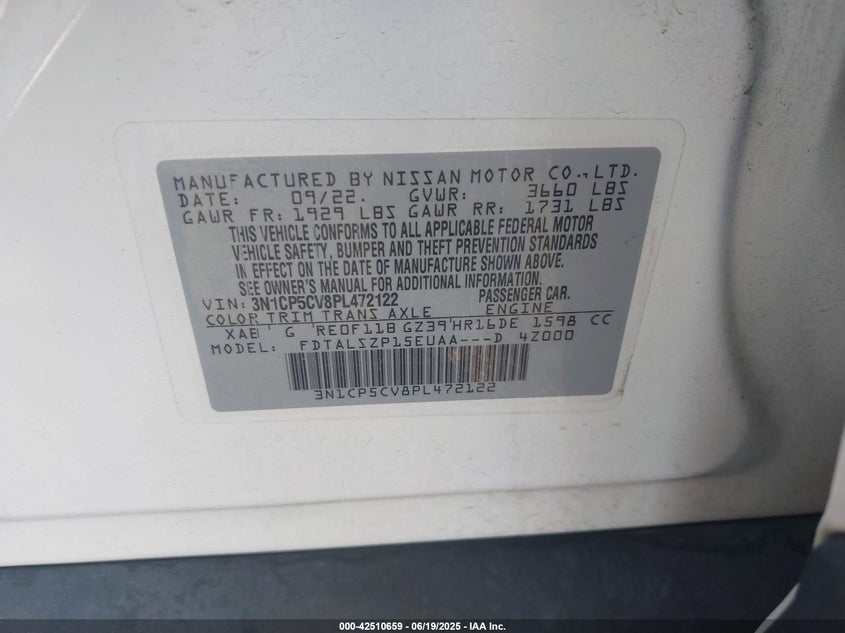 MANUFACTURED BY NISSAN MOTOR CO., LTD.
DATE: 09/22. GVWR: 3660 LBS
GAWR FR: 1929 LBS GAWR RR: 1731 LBS
THIS VEHICLE CONFORMS TO ALL APPLICABLE FEDERAL MOTOR
VEHICLE SAFETY, BUMPER AND THEFT PREVENTION STANDARDS
IN EFFECT ON THE DATE OF MANUFACTURE SHOWN ABOVE.
SEE OWNER'S MANUAL FOR ADDITIONAL INFORMATION.
VIN: 3N1CP5CV8PL472122 PASSENGER CAR.
COLOR TRIM TRANS AXLE ENGINE
XAB G RE0F11B GZ39 HR16DE 1598 CC
MODEL: FDTALSZP15EUAA---D 4Z000
3N1CP5CV8PL472122
000-42510659 - 06/19/2025 - IAA Inc.